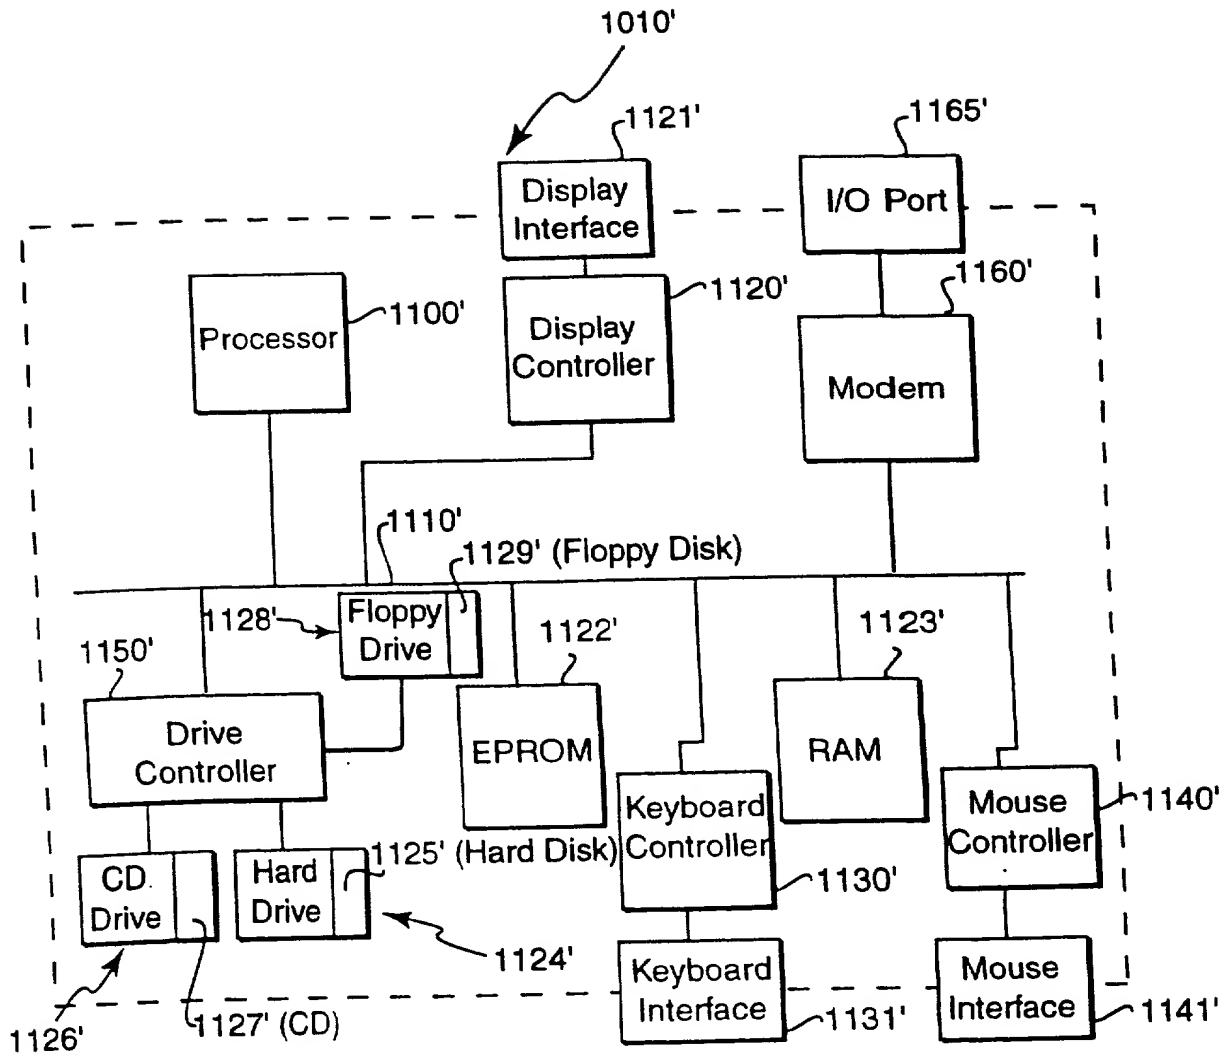 1010'
1121'
1165'
Display
Interface
I/O Port
1160'
1120'
1100'
Processor
Display
Controller
Modem
1110'
1129' (Floppy Disk)
1128'
Floppy
Drive
1122'
1123'
1150'
Drive
Controller
EPROM
RAM
Keyboard
Controller
Mouse
Controller
1140'
1125' (Hard Disk)
CD
Drive
Hard
Drive
1130'
1124'
Keyboard
Interface
Mouse
Interface
1126'
1127' (CD)
1131'
1141'